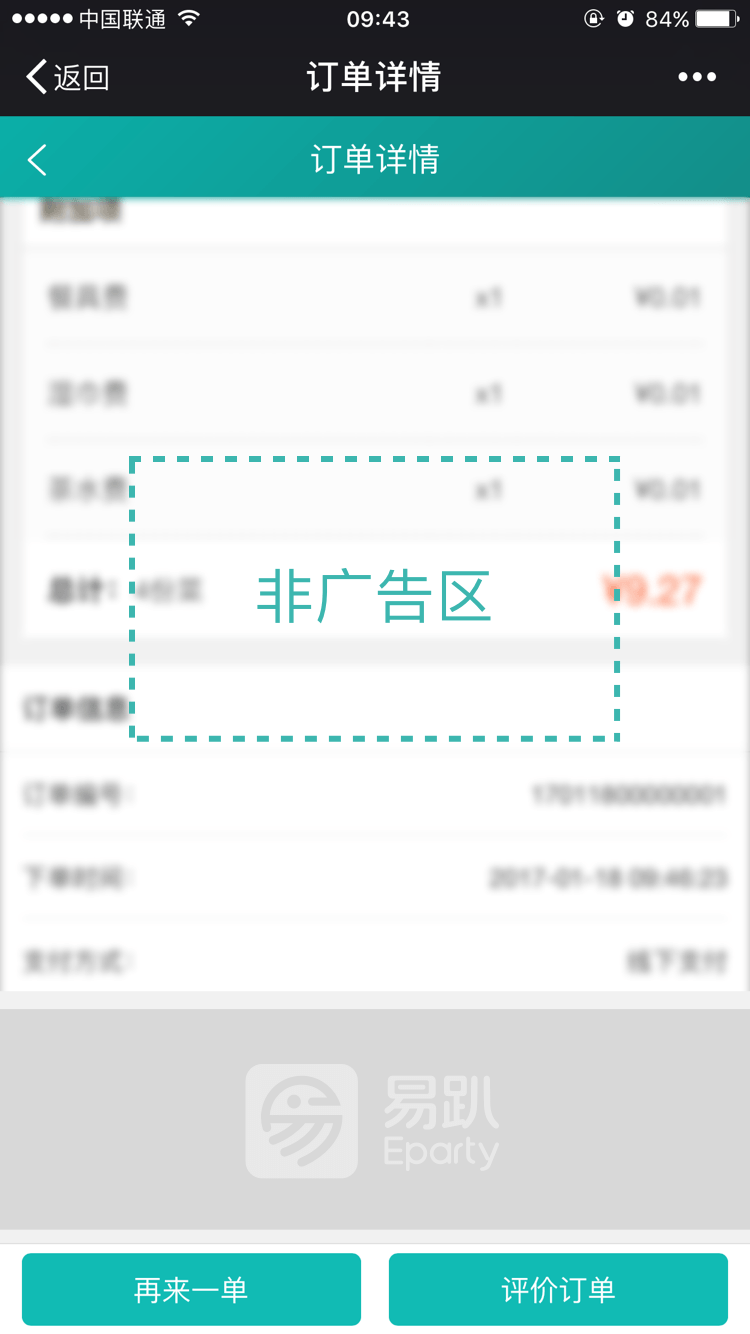 中国联通 09:43 84%
返回 订单详情
订单详情
附加项
餐具费 x1 ¥0.01
湿巾费 x1 ¥0.01
茶水费 x1 ¥0.01
总计: 4份菜 ¥9.27
非广告区
订单信息
订单编号: 17011800000001
下单时间: 2017-01-18 09:46:23
支付方式: 线下支付
易趴
Eparty
再来一单 评价订单